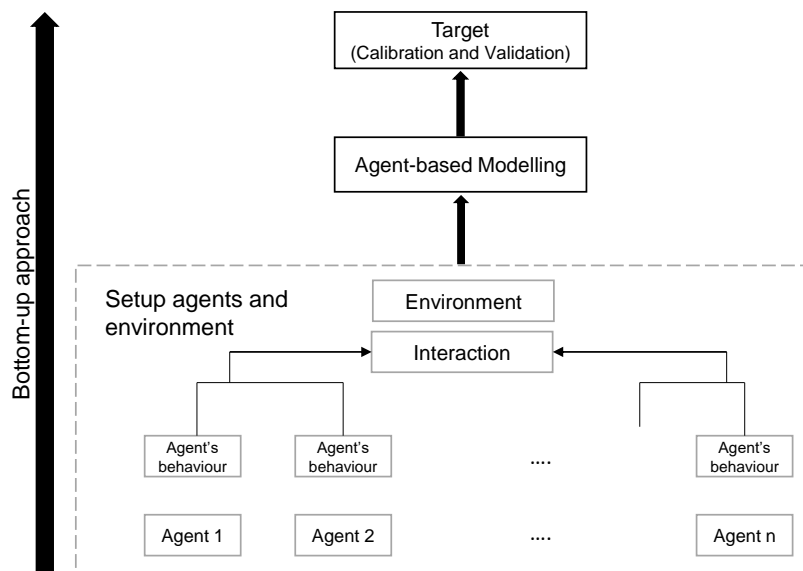 Target
(Calibration and Validation)
Agent-based Modelling
Bottom-up approach
Setup agents and
environment
Environment
Interaction
Agent's
behaviour
Agent's
behaviour
....
Agent's
behaviour
Agent 1
Agent 2
....
Agent n